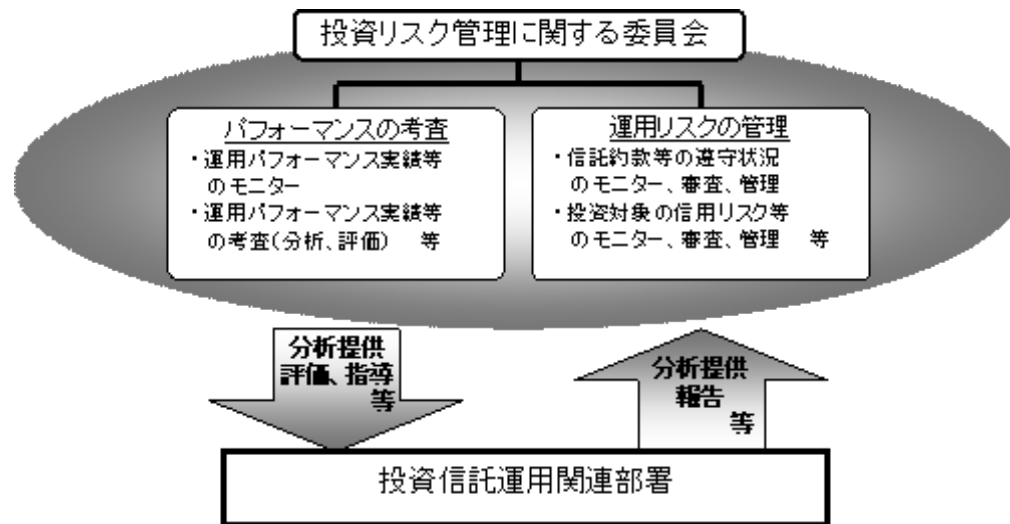 投資リスク管理に関する委員会
パフォーマンスの考査
・運用パフォーマンス実績等
のモニター
・運用パフォーマンス実績等
の考査(分析、評価) 等
運用リスクの管理
・信託約款等の遵守状況
のモニター、審査、管理
・投資対象の信用リスク等
のモニター、審査、管理 等
分析提供
評価、指導
等
分析提供
報告
等
投資信託運用関連部署